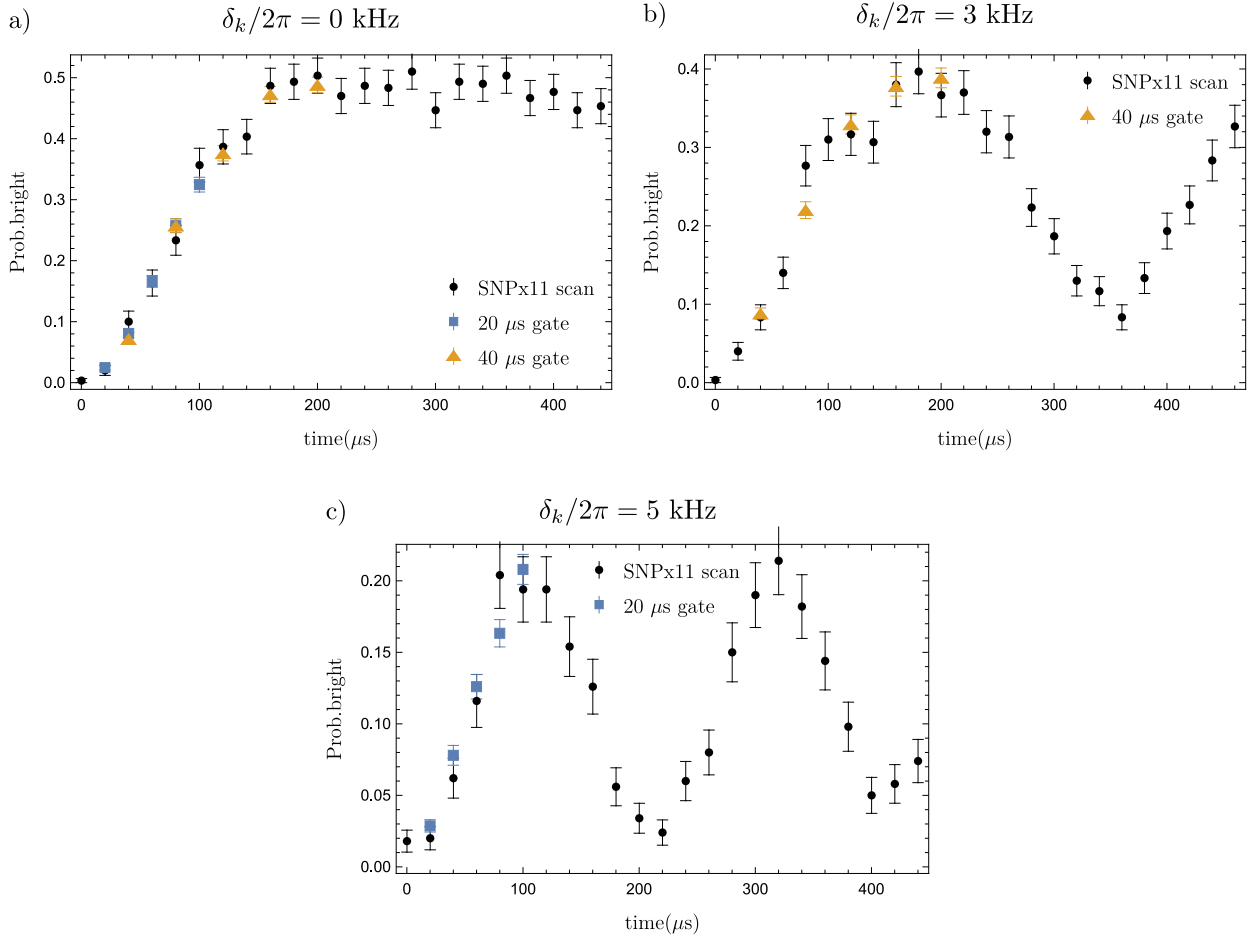 a)
δₖ/2π = 0 kHz
Prob.bright
0.5
0.4
0.3
0.2
0.1
0.0
SNPx11 scan
20 μs gate
40 μs gate
0 100 200 300 400
time(μs)
b)
δₖ/2π = 3 kHz
Prob.bright
0.4
0.3
0.2
0.1
0.0
SNPx11 scan
40 μs gate
0 100 200 300 400
time(μs)
c)
δₖ/2π = 5 kHz
Prob.bright
0.20
0.15
0.10
0.05
0.00
SNPx11 scan
20 μs gate
0 100 200 300 400
time(μs)